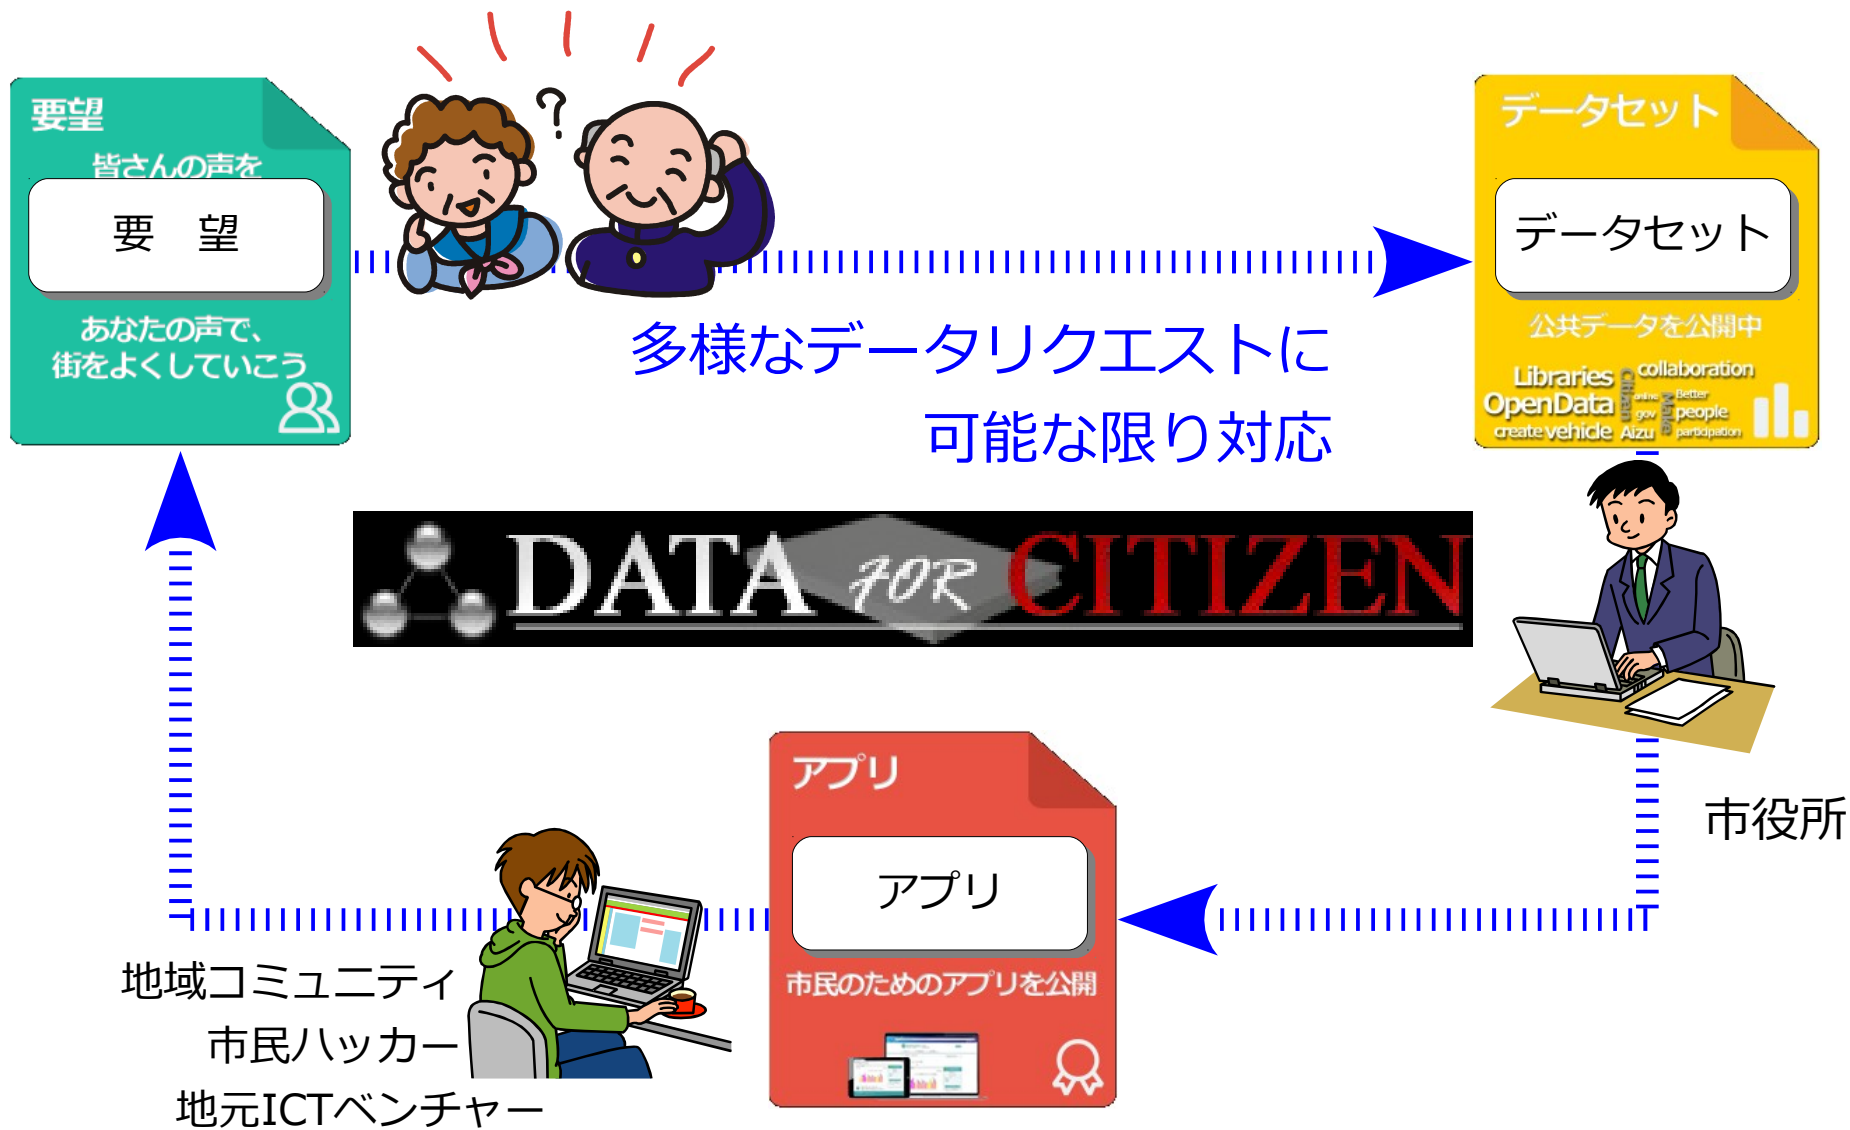 要望
皆さんの声を
要　望
あなたの声で、
街をよくしていこう
?
データセット
データセット
公共データを公開中
Libraries
Citizen
collaboration
OpenData
online
Better
gov
Make
people
create vehicle
Aizu
participation
多様なデータリクエストに
可能な限り対応
DATA FOR CITIZEN
市役所
アプリ
アプリ
市民のためのアプリを公開
地域コミュニティ
市民ハッカー
地元ICTベンチャー